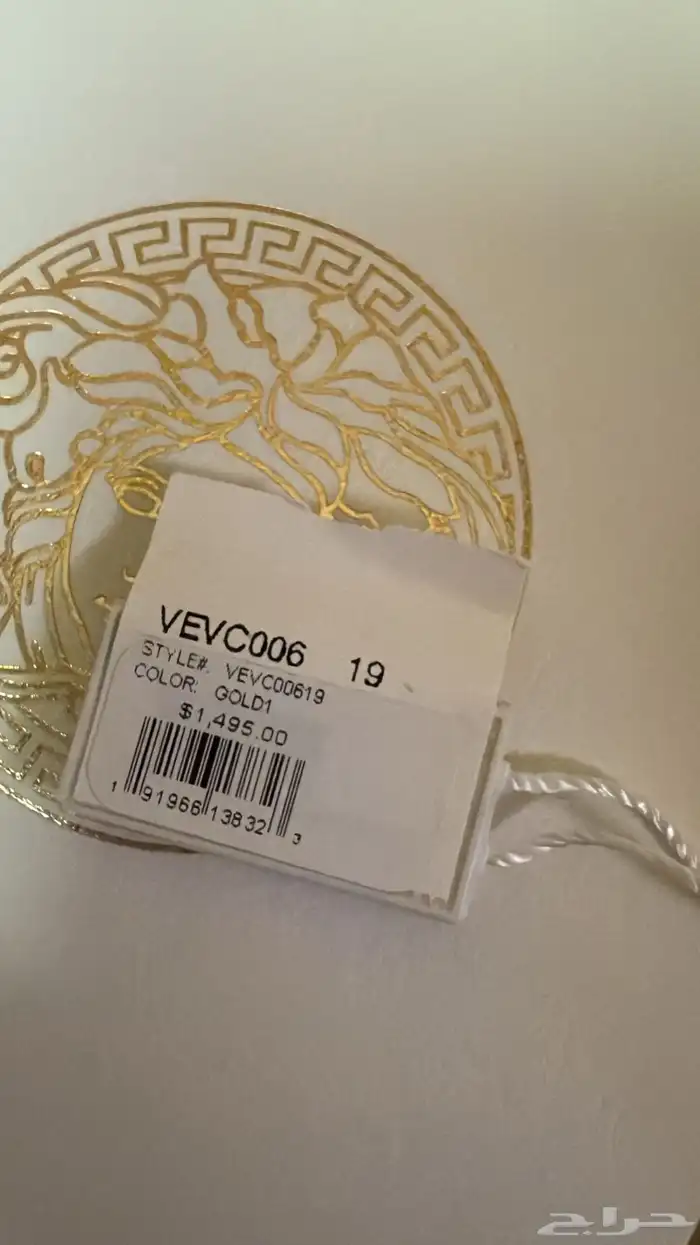 VEVC006 19
STYLE#: VEVC00619
COLOR: GOLD1
$1,495.00
1 91966 13832 3
حراج